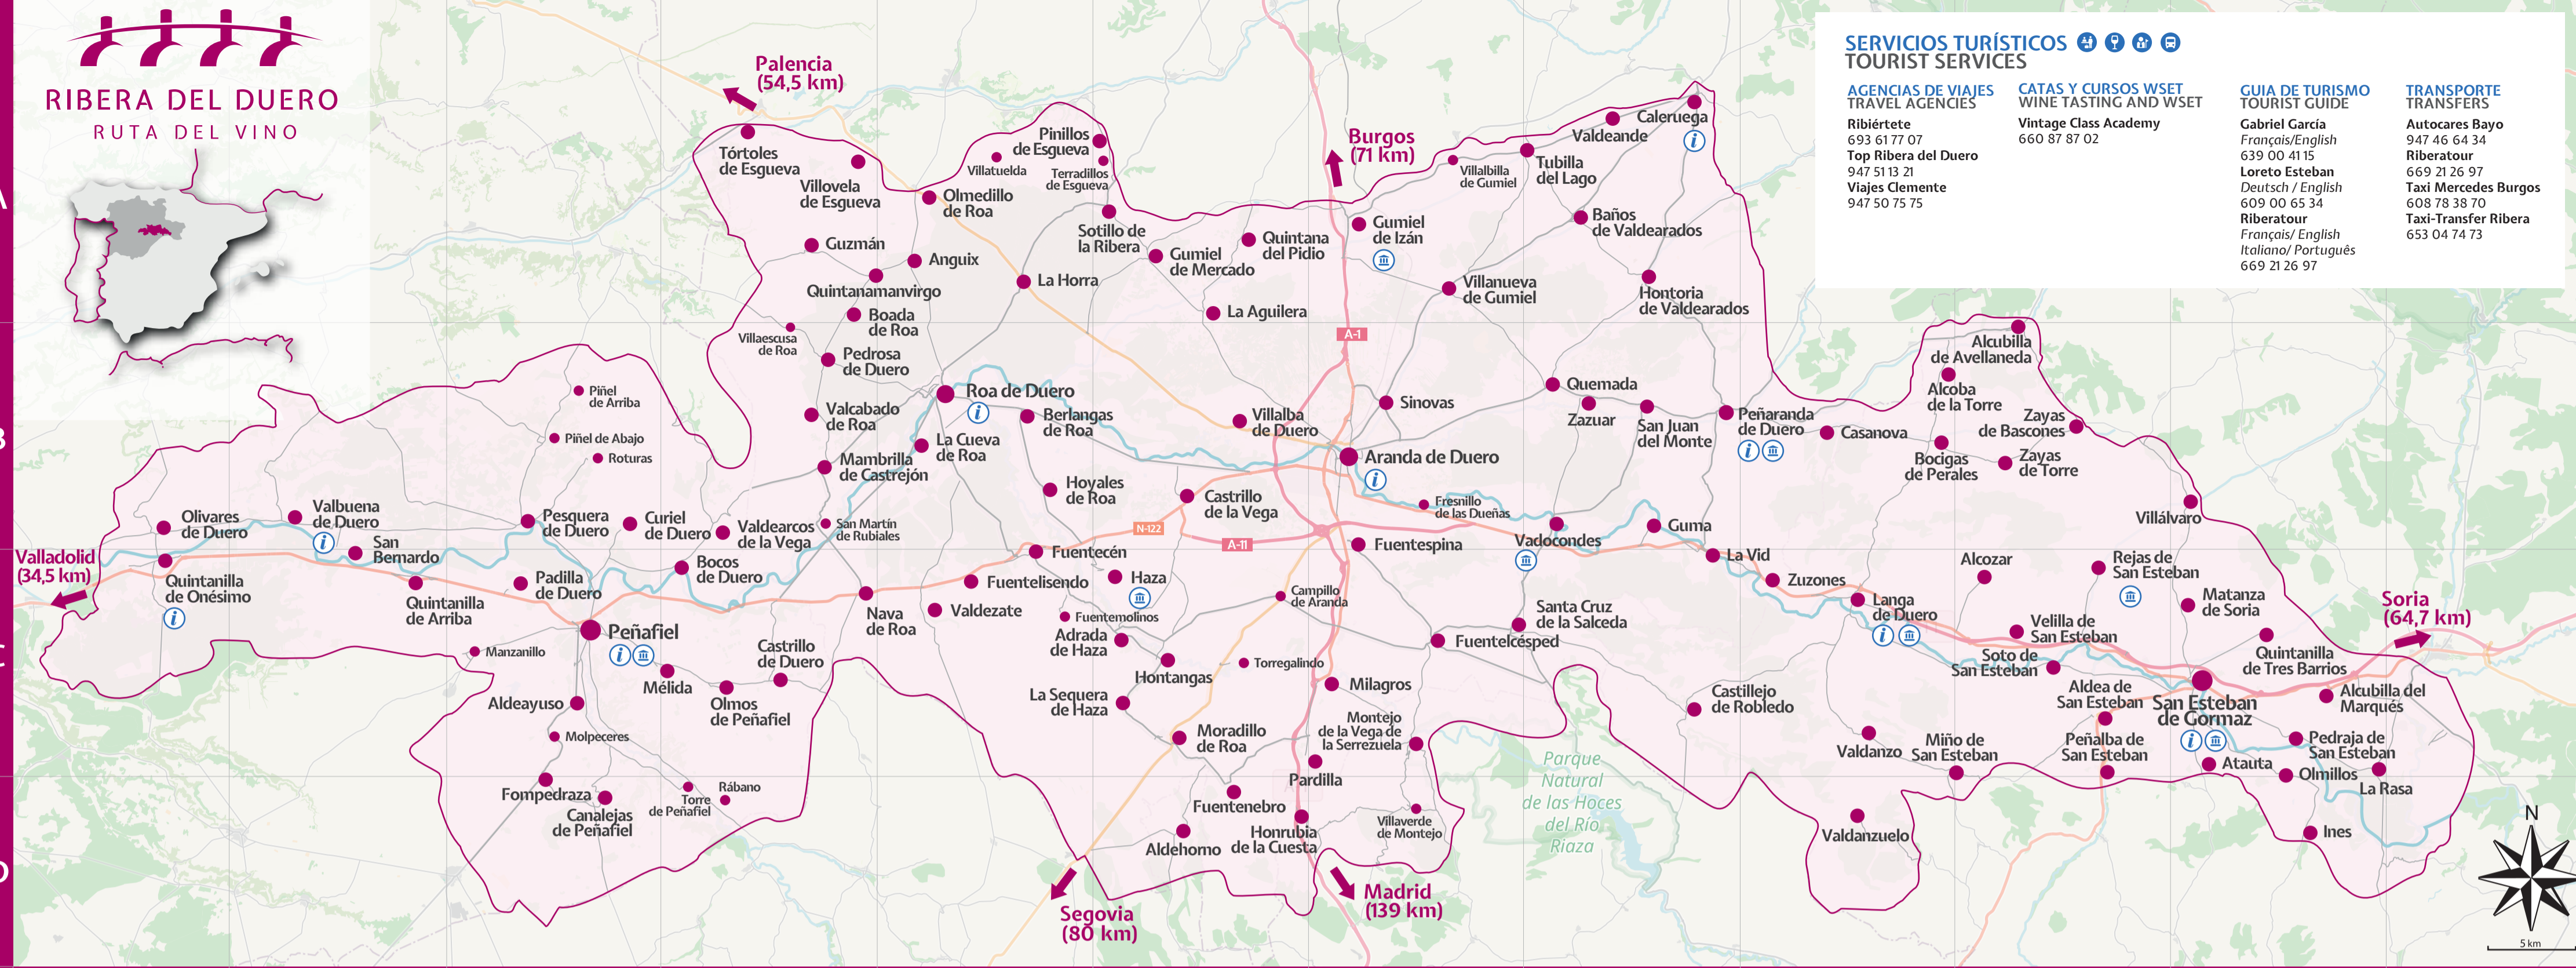 RIBERA DEL DUERO
RUTA DEL VINO
SERVICIOS TURÍSTICOS
TOURIST SERVICES
AGENCIAS DE VIAJES
TRAVEL AGENCIES
Ribiértete
693 61 77 07
Top Ribera del Duero
947 51 13 21
Viajes Clemente
947 50 75 75
CATAS Y CURSOS WSET
WINE TASTING AND WSET
Vintage Class Academy
660 87 87 02
GUIA DE TURISMO
TOURIST GUIDE
Gabriel García
Français/English
639 00 41 15
Loreto Esteban
Deutsch / English
609 00 65 34
Riberatour
Français/ English
Italiano/ Português
669 21 26 97
TRANSPORTE
TRANSFERS
Autocares Bayo
947 46 64 34
Riberatour
669 21 26 97
Taxi Mercedes Burgos
608 78 38 70
Taxi-Transfer Ribera
653 04 74 73
Palencia
(54,5 km)
Burgos
(71 km)
Tórtoles
de Esgueva
Villovela
de Esgueva
Olmedillo
de Roa
Villatuelda
Pinillos
de Esgueva
Terradillos
de Esgueva
Sotillo de
la Ribera
Gumiel
de Mercado
Quintana
del Pidio
Gumiel
de Izán
Villalbilla
de Gumiel
Tubilla
del Lago
Valdeande
Caleruega
i
Baños
de Valdearados
Villanueva
de Gumiel
Hontoria
de Valdearados
Guzmán
Anguix
Quintanamanvirgo
La Horra
La Aguilera
Boada
de Roa
Villaescusa
de Roa
Pedrosa
de Duero
A-1
A
Alcubilla
de Avellaneda
Alcoba
de la Torre
Zayas
de Bascones
Piñel
de Arriba
Piñel de Abajo
Roturas
Valcabado
de Roa
Roa de Duero
i
Berlangas
de Roa
La Cueva
de Roa
Mambrilla
de Castrejón
Villalba
de Duero
Sinovas
Quemada
Zazuar
San Juan
del Monte
Peñaranda
de Duero
i
Casanova
Bocigas
de Perales
Zayas
de Torre
B
Aranda de Duero
i
Hoyales
de Roa
Castrillo
de la Vega
Fresnillo
de las Dueñas
Villálvaro
Olivares
de Duero
Valbuena
de Duero
i
San
Bernardo
Pesquera
de Duero
Curiel
de Duero
Valdearcos
de la Vega
San Martín
de Rubiales
N-122
A-11
Fuentespina
Vadocondes
Guma
La Vid
Zuzones
Valladolid
(34,5 km)
Quintanilla
de Onésimo
i
Quintanilla
de Arriba
Padilla
de Duero
Bocos
de Duero
Fuentecén
Fuentelisendo
Haza
Nava
de Roa
Valdezate
Fuentemolinos
Adrada
de Haza
Campillo
de Aranda
Santa Cruz
de la Salceda
Fuentelcésped
Langa
de Duero
i
Alcozar
Rejas de
San Esteban
Matanza
de Soria
Velilla de
San Esteban
Soto de
San Esteban
Quintanilla
de Tres Barrios
Soria
(64,7 km)
C
Peñafiel
i
Manzanillo
Mélida
Olmos
de Peñafiel
Castrillo
de Duero
Hontangas
Torregalindo
La Sequera
de Haza
Milagros
Montejo
de la Vega de
la Serrezuela
Castillejo
de Robledo
Aldea de
San Esteban
San Esteban
de Gormaz
i
Alcubilla del
Marqués
Aldeayuso
Molpeceres
Moradillo
de Roa
Pardilla
Valdanzo
Miño de
San Esteban
Peñalba de
San Esteban
Pedraja de
San Esteban
Atauta
Olmillos
La Rasa
Fompedraza
Canalejas
de Peñafiel
Torre
de Peñafiel
Rábano
Fuentenebro
Honrubia
de la Cuesta
Aldehorno
Villaverde
de Montejo
Parque
Natural
de las Hoces
del Río
Riaza
Valdanzuelo
Ines
D
Segovia
(80 km)
Madrid
(139 km)
N
5 km